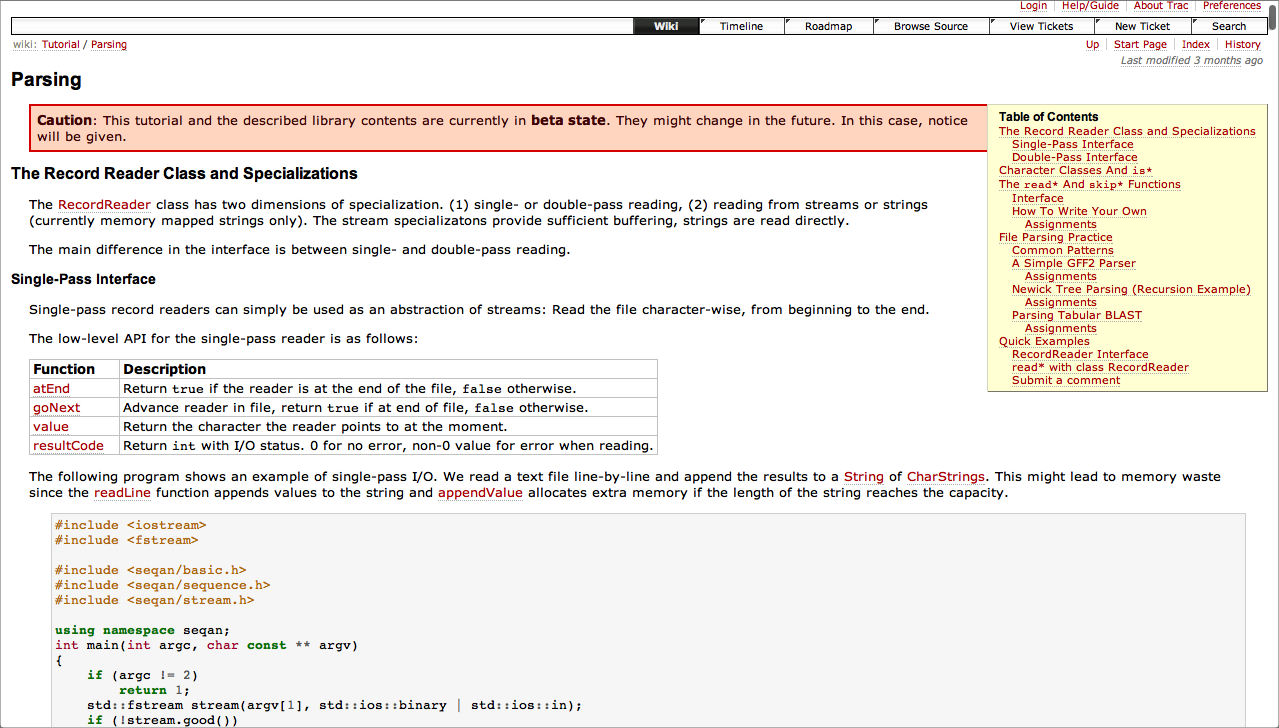 Login Help/Guide About Trac Preferences
Wiki Timeline Roadmap Browse Source View Tickets New Ticket Search
wiki: Tutorial / Parsing
Up Start Page Index History
Last modified 3 months ago
Parsing
Caution: This tutorial and the described library contents are currently in beta state. They might change in the future. In this case, notice
will be given.
Table of Contents
The Record Reader Class and Specializations
Single-Pass Interface
Double-Pass Interface
Character Classes And is*
The read* And skip* Functions
Interface
How To Write Your Own
Assignments
File Parsing Practice
Common Patterns
A Simple GFF2 Parser
Assignments
Newick Tree Parsing (Recursion Example)
Assignments
Parsing Tabular BLAST
Assignments
Quick Examples
RecordReader Interface
read* with class RecordReader
Submit a comment
The Record Reader Class and Specializations
The RecordReader class has two dimensions of specialization. (1) single- or double-pass reading, (2) reading from streams or strings
(currently memory mapped strings only). The stream specializatons provide sufficient buffering, strings are read directly.
The main difference in the interface is between single- and double-pass reading.
Single-Pass Interface
Single-pass record readers can simply be used as an abstraction of streams: Read the file character-wise, from beginning to the end.
The low-level API for the single-pass reader is as follows:
Function Description
atEnd Return true if the reader is at the end of the file, false otherwise.
goNext Advance reader in file, return true if at end of file, false otherwise.
value Return the character the reader points to at the moment.
resultCode Return int with I/O status. 0 for no error, non-0 value for error when reading.
The following program shows an example of single-pass I/O. We read a text file line-by-line and append the results to a String of CharStrings. This might lead to memory waste
since the readLine function appends values to the string and appendValue allocates extra memory if the length of the string reaches the capacity.
#include <iostream>
#include <fstream>
#include <seqan/basic.h>
#include <seqan/sequence.h>
#include <seqan/stream.h>
using namespace seqan;
int main(int argc, char const ** argv)
{
if (argc != 2)
return 1;
std::fstream stream(argv[1], std::ios::binary | std::ios::in);
if (!stream.good())